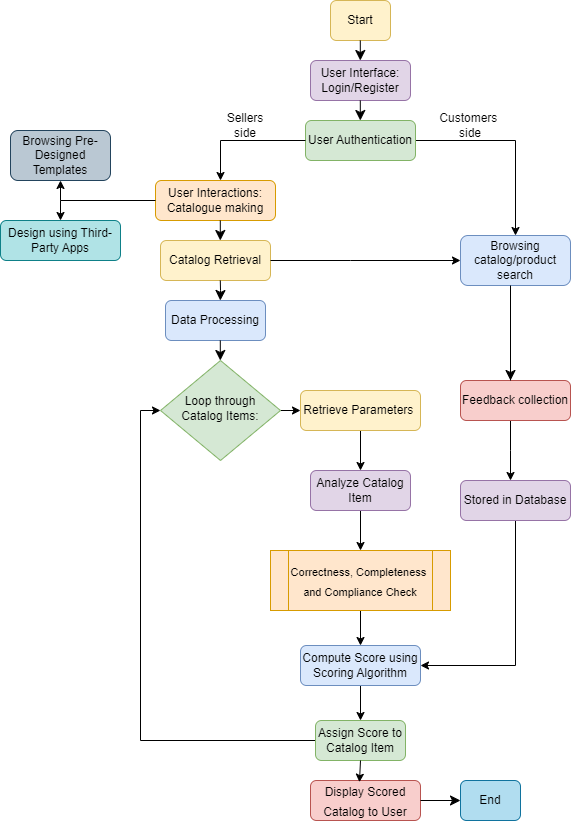 Start
User Interface:
Login/Register
Sellers
side
Customers
side
User Authentication
Browsing Pre-
Designed
Templates
User Interactions:
Catalogue making
Design using Third-
Party Apps
Catalog Retrieval
Browsing
catalog/product
search
Data Processing
Loop through
Catalog Items:
Retrieve Parameters
Feedback collection
Analyze Catalog
Item
Stored in Database
Correctness, Completeness
and Compliance Check
Compute Score using
Scoring Algorithm
Assign Score to
Catalog Item
Display Scored
Catalog to User
End